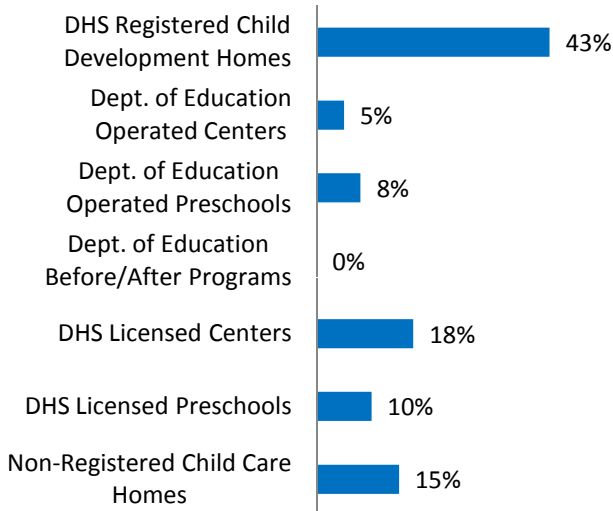 DHS Registered Child
Development Homes
43%
Dept. of Education
Operated Centers
5%
Dept. of Education
Operated Preschools
8%
Dept. of Education
Before/After Programs
0%
DHS Licensed Centers
18%
DHS Licensed Preschools
10%
Non-Registered Child Care
Homes
15%